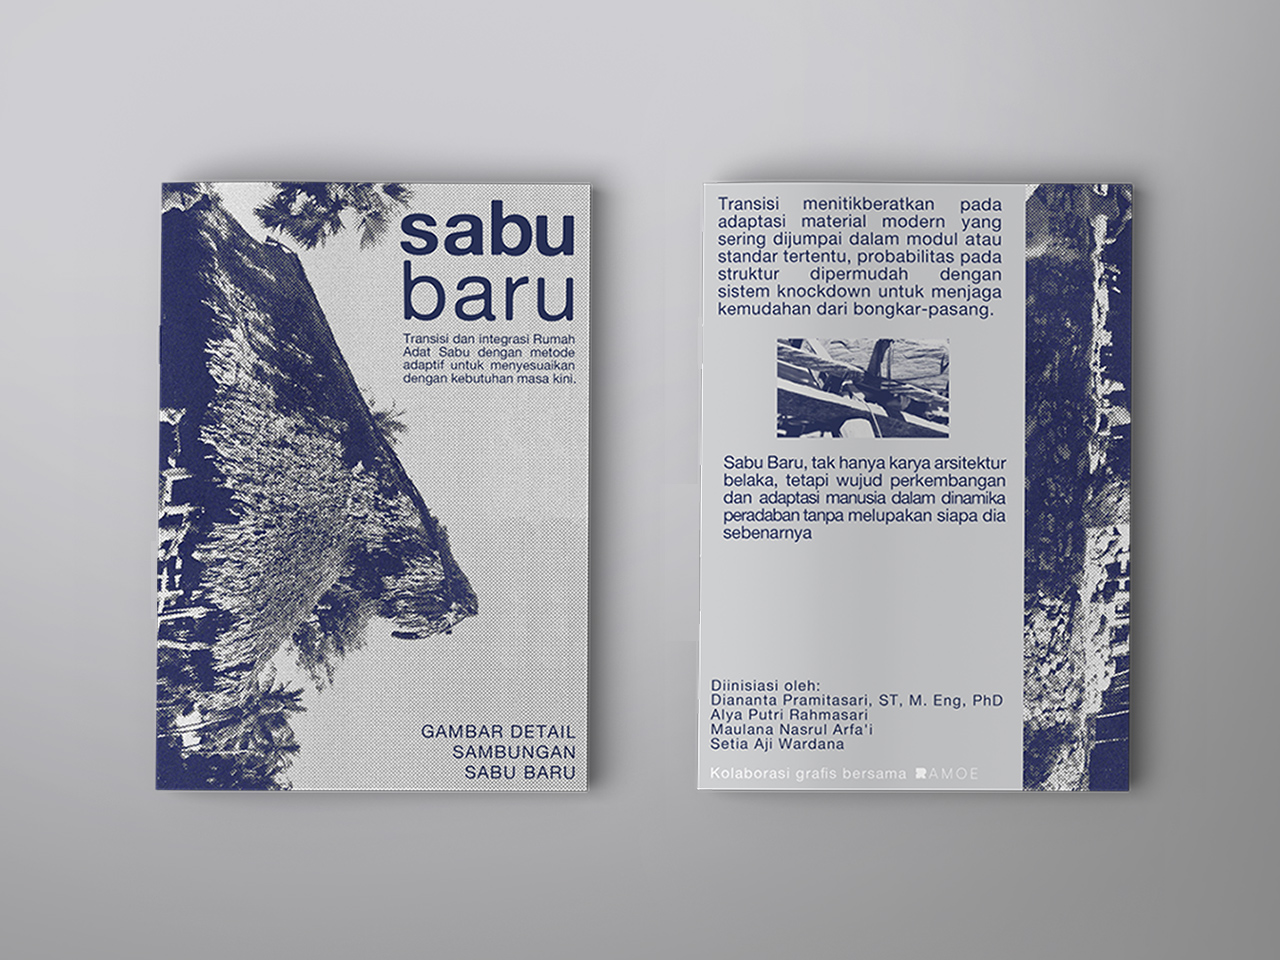 sabu
baru
Transisi dan integrasi Rumah
Adat Sabu dengan metode
adaptif untuk menyesuaikan
dengan kebutuhan masa kini.
GAMBAR DETAIL
SAMBUNGAN
SABU BARU
Transisi menitikberatkan pada
adaptasi material modern yang
sering dijumpai dalam modul atau
standar tertentu, probabilitas pada
struktur dipermudah dengan
sistem knockdown untuk menjaga
kemudahan dari bongkar-pasang.
Sabu Baru, tak hanya karya arsitektur
belaka, tetapi wujud perkembangan
dan adaptasi manusia dalam dinamika
peradaban tanpa melupakan siapa dia
sebenarnya
Diinisiasi oleh:
Diananta Pramitasari, ST, M. Eng, PhD
Alya Putri Rahmasari
Maulana Nasrul Arfa'i
Setia Aji Wardana
Kolaborasi grafis bersama RAMOE